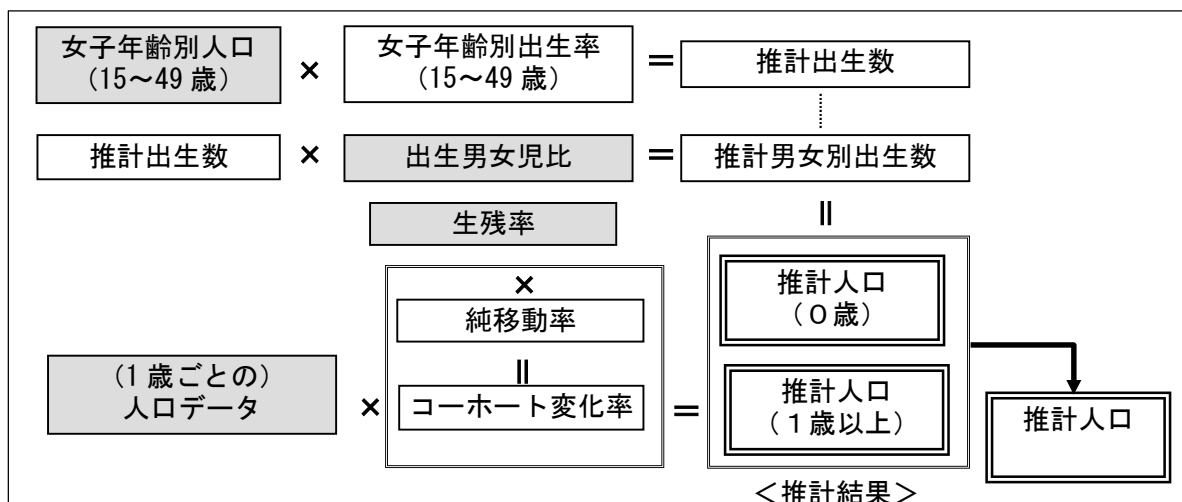 女子年齢別人口
(15～49 歳)
×
女子年齢別出生率
(15～49 歳)
＝
推計出生数
推計出生数
×
出生男女児比
＝
推計男女別出生数
生残率
||
×
純移動率
||
コーホート変化率
(1 歳ごとの)
人口データ
×
＝
推計人口
(０歳)
推計人口
(１歳以上)
推計人口
＜推計結果＞